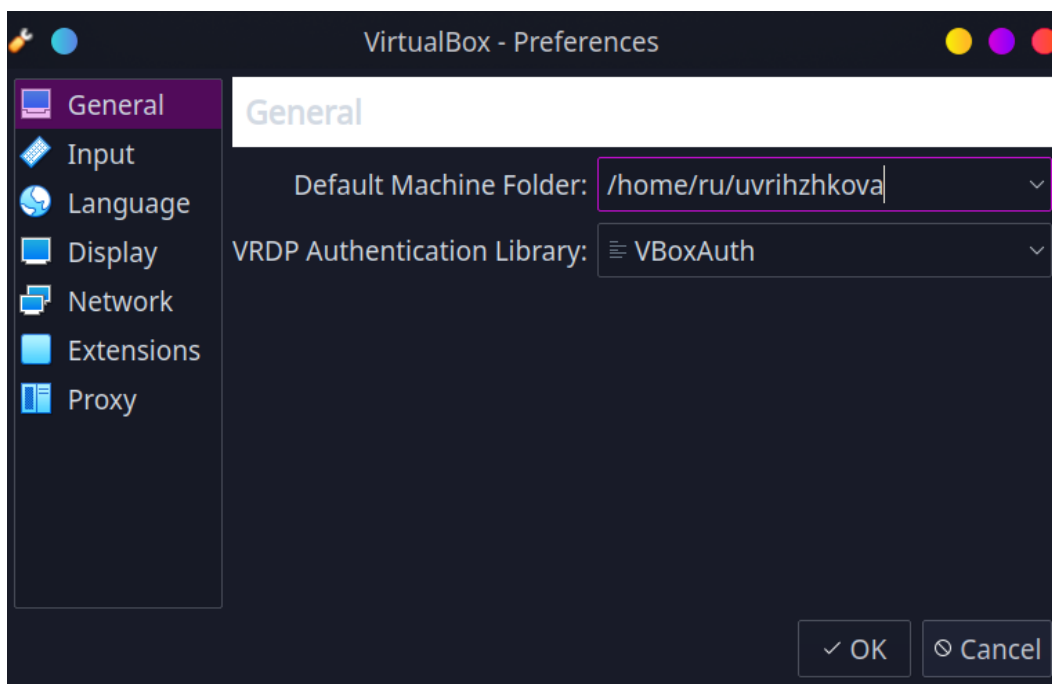 VirtualBox - Preferences
General
Input
Language
Display
Network
Extensions
Proxy
General
Default Machine Folder: /home/ru/uvrihzhkova
VRDP Authentication Library: VBoxAuth
OK Cancel